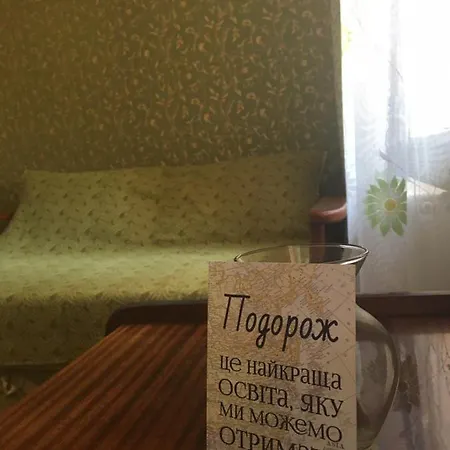 Подорож
це найкраща
освіта, яку
ми можемо